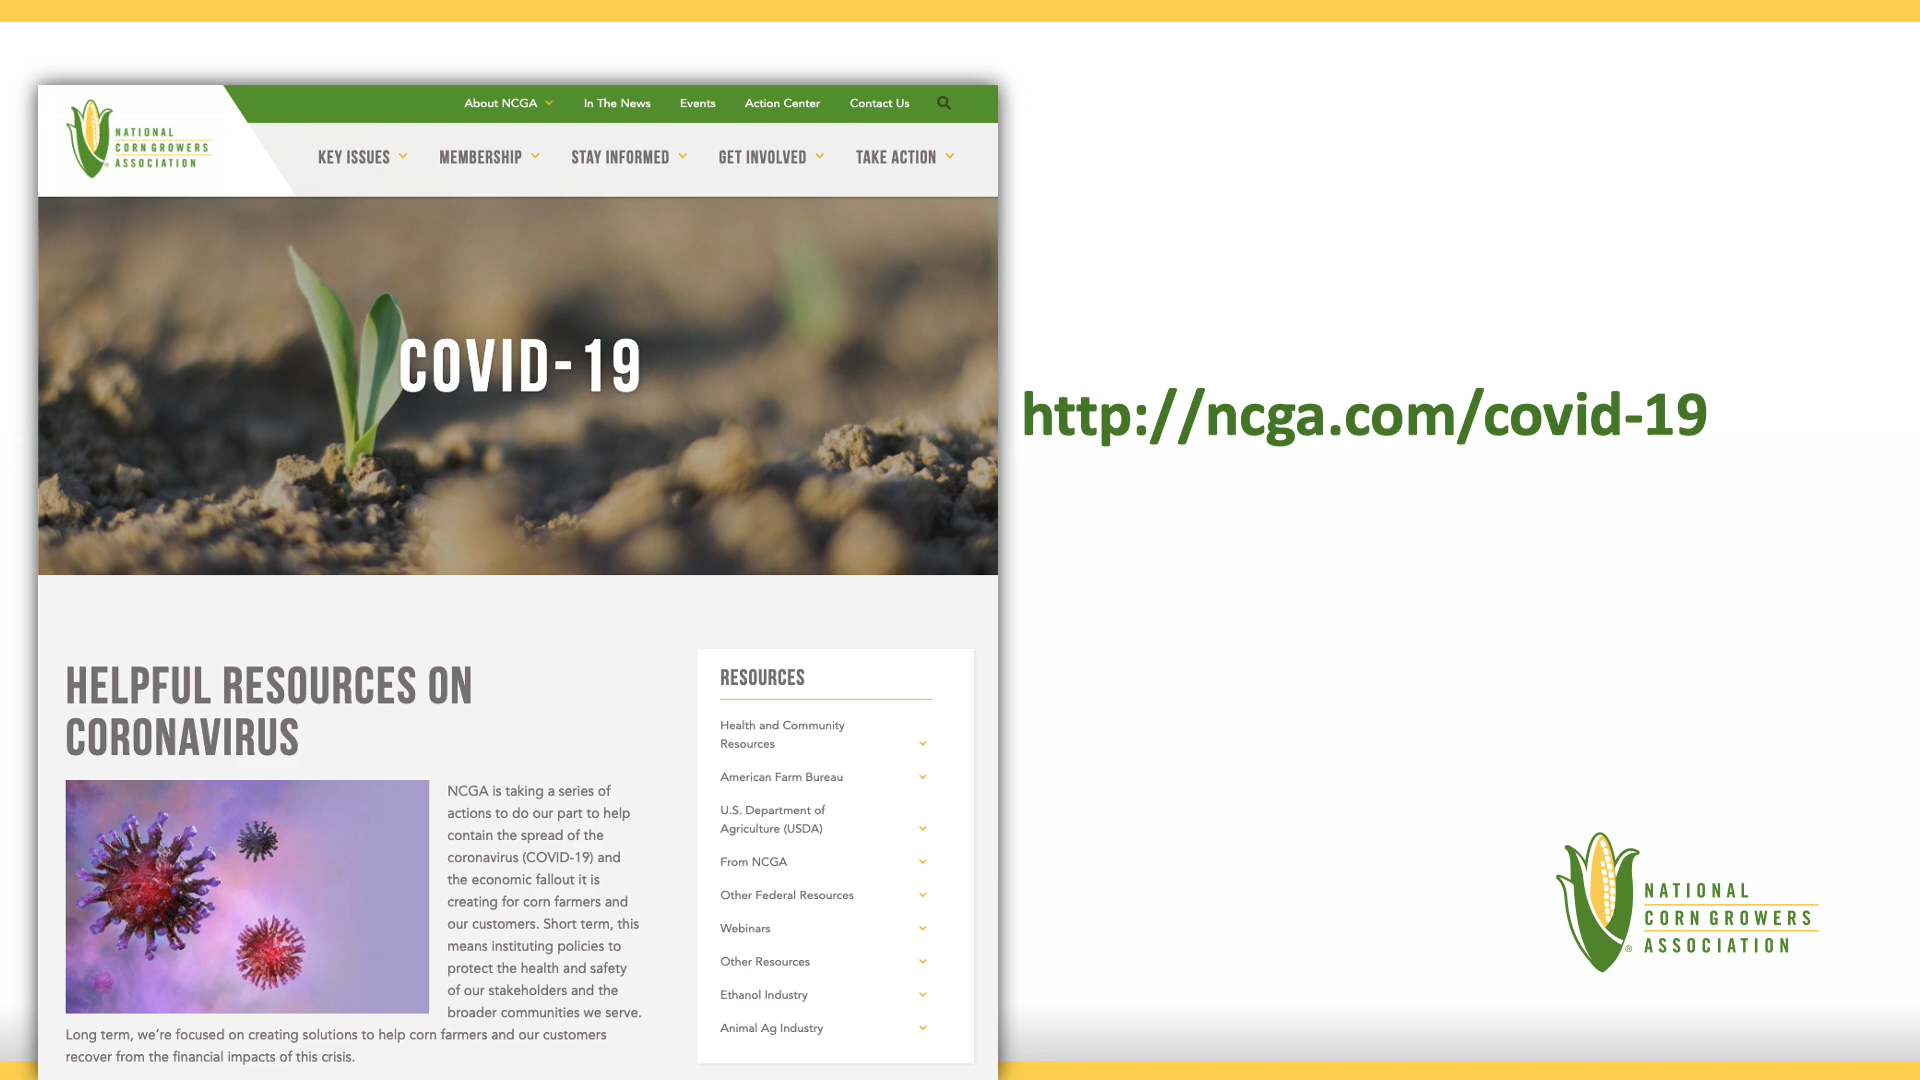 About NCGA
In The News
Events
Action Center
Contact Us
NATIONAL
CORN GROWERS
ASSOCIATION
KEY ISSUES
MEMBERSHIP
STAY INFORMED
GET INVOLVED
TAKE ACTION
COVID-19
http://ncga.com/covid-19
HELPFUL RESOURCES ON
CORONAVIRUS
NCGA is taking a series of
actions to do our part to help
contain the spread of the
coronavirus (COVID-19) and
the economic fallout it is
creating for corn farmers and
our customers. Short term, this
means instituting policies to
protect the health and safety
of our stakeholders and the
broader communities we serve.
Long term, we’re focused on creating solutions to help corn farmers and our customers
recover from the financial impacts of this crisis.
RESOURCES
Health and Community
Resources
American Farm Bureau
U.S. Department of
Agriculture (USDA)
From NCGA
Other Federal Resources
Webinars
Other Resources
Ethanol Industry
Animal Ag Industry
NATIONAL
CORN GROWERS
® ASSOCIATION